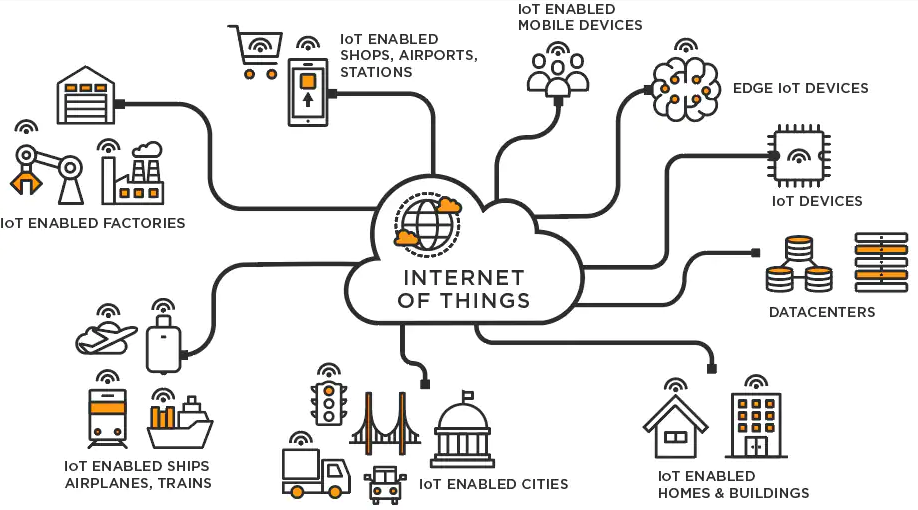 IoT ENABLED
MOBILE DEVICES
IoT ENABLED
SHOPS, AIRPORTS,
STATIONS
EDGE IoT DEVICES
IoT DEVICES
IoT ENABLED FACTORIES
INTERNET
OF THINGS
DATACENTERS
IoT ENABLED SHIPS
AIRPLANES, TRAINS
IoT ENABLED CITIES
IoT ENABLED
HOMES & BUILDINGS